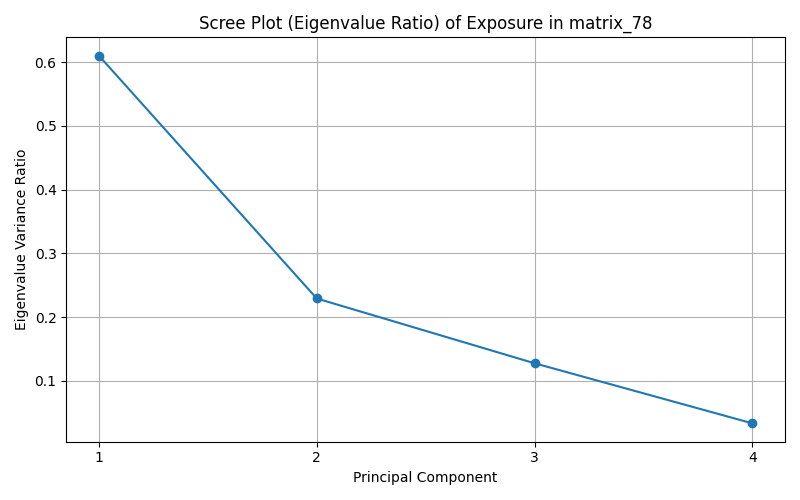 Scree Plot (Eigenvalue Ratio) of Exposure in matrix_78
Eigenvalue Variance Ratio
0.6
0.5
0.4
0.3
0.2
0.1
1 2 3 4
Principal Component